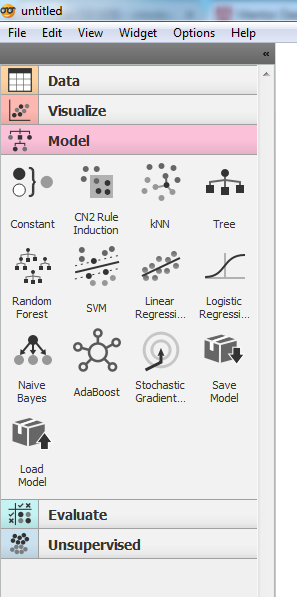 untitled
File Edit View Widget Options Help
«
Data
Visualize
Model
Constant
CN2 Rule
Induction
kNN
Tree
Random
Forest
SVM
Linear
Regressi...
Logistic
Regressi...
Naive
Bayes
AdaBoost
Stochastic
Gradient...
Save
Model
Load
Model
Evaluate
Unsupervised